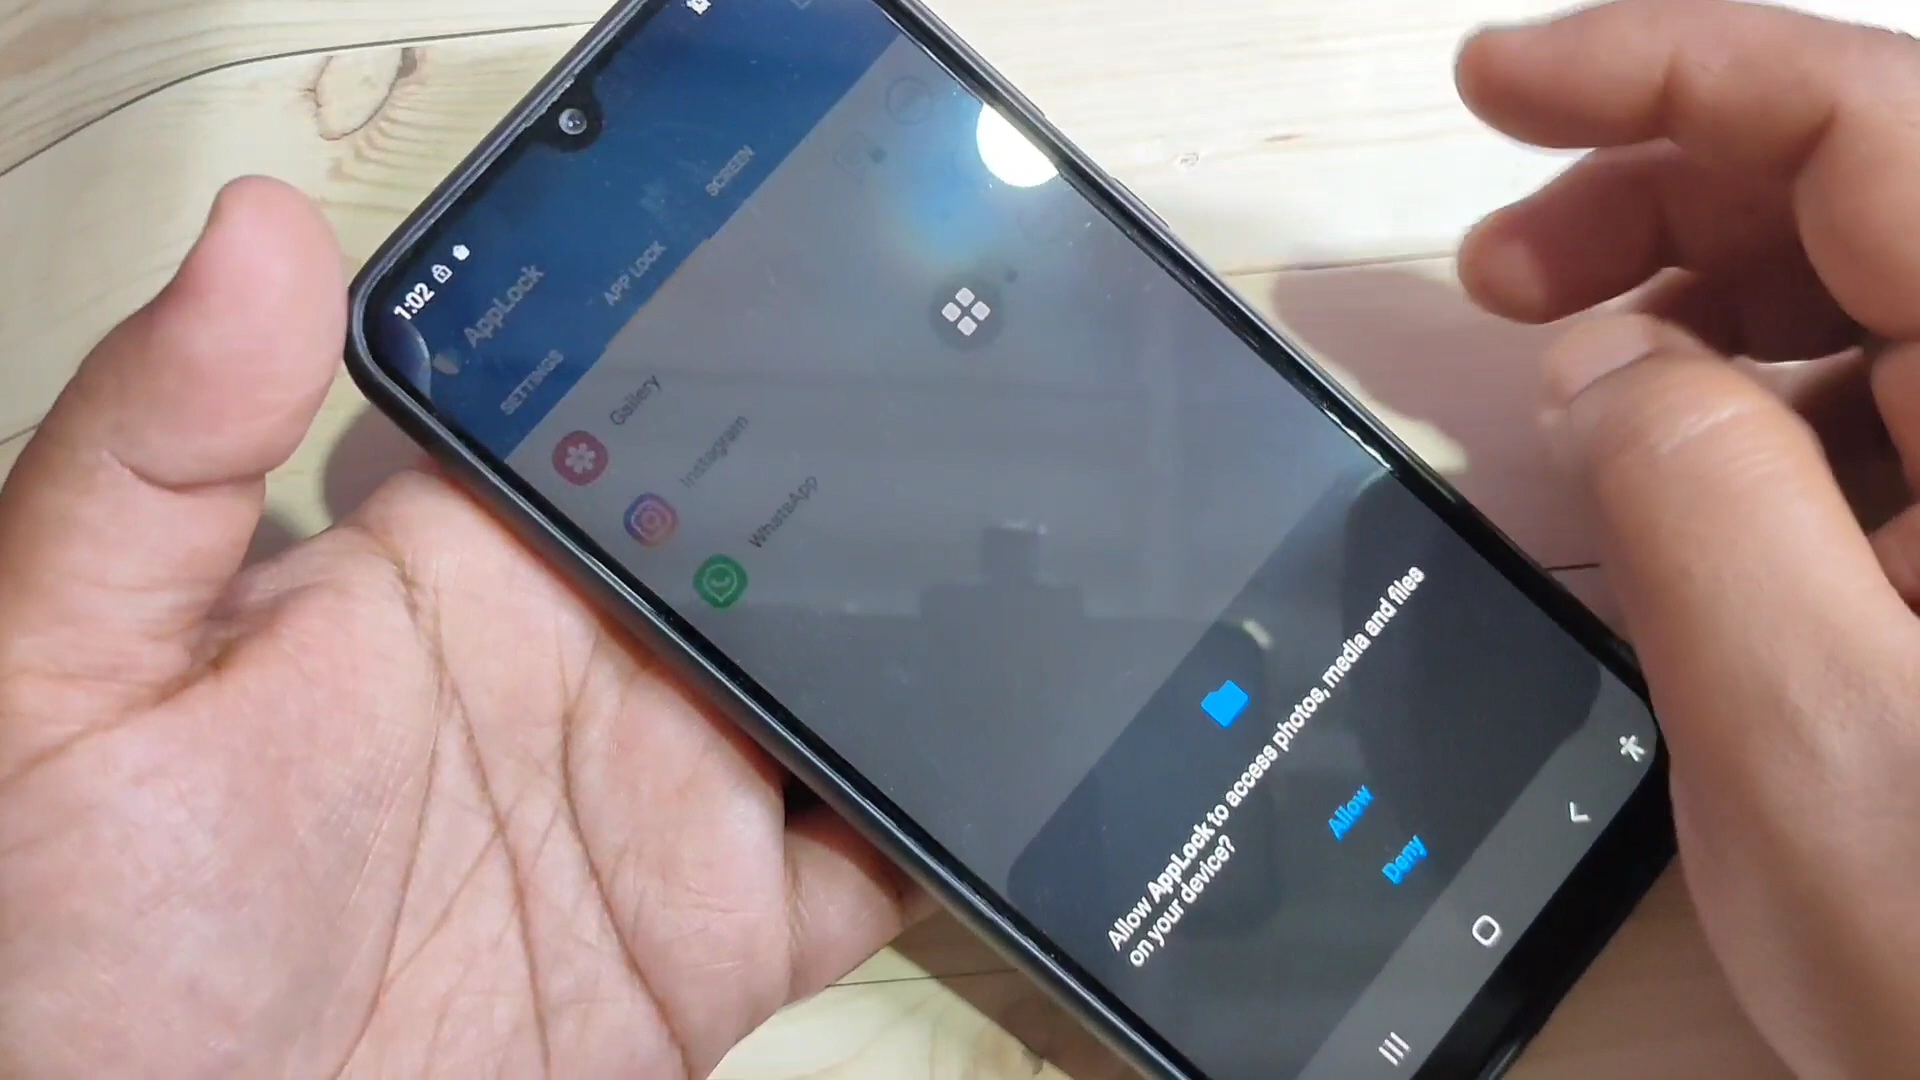 1:02
AppLock
SETTINGS
APP LOCK
SCREEN
Gallery
Instagram
WhatsApp
Allow AppLock to access photos, media and files
on your device?
Allow
Deny